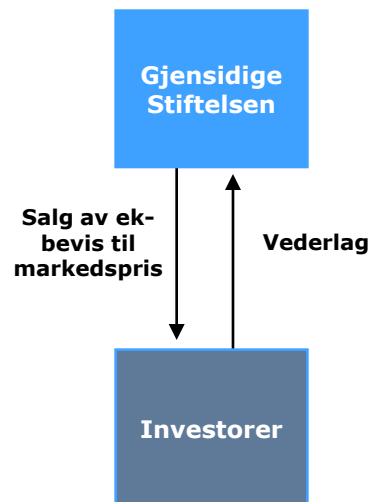 Gjensidige
Stiftelsen
Salg av ek-
bevis til
markedspris
Vederlag
Investorer